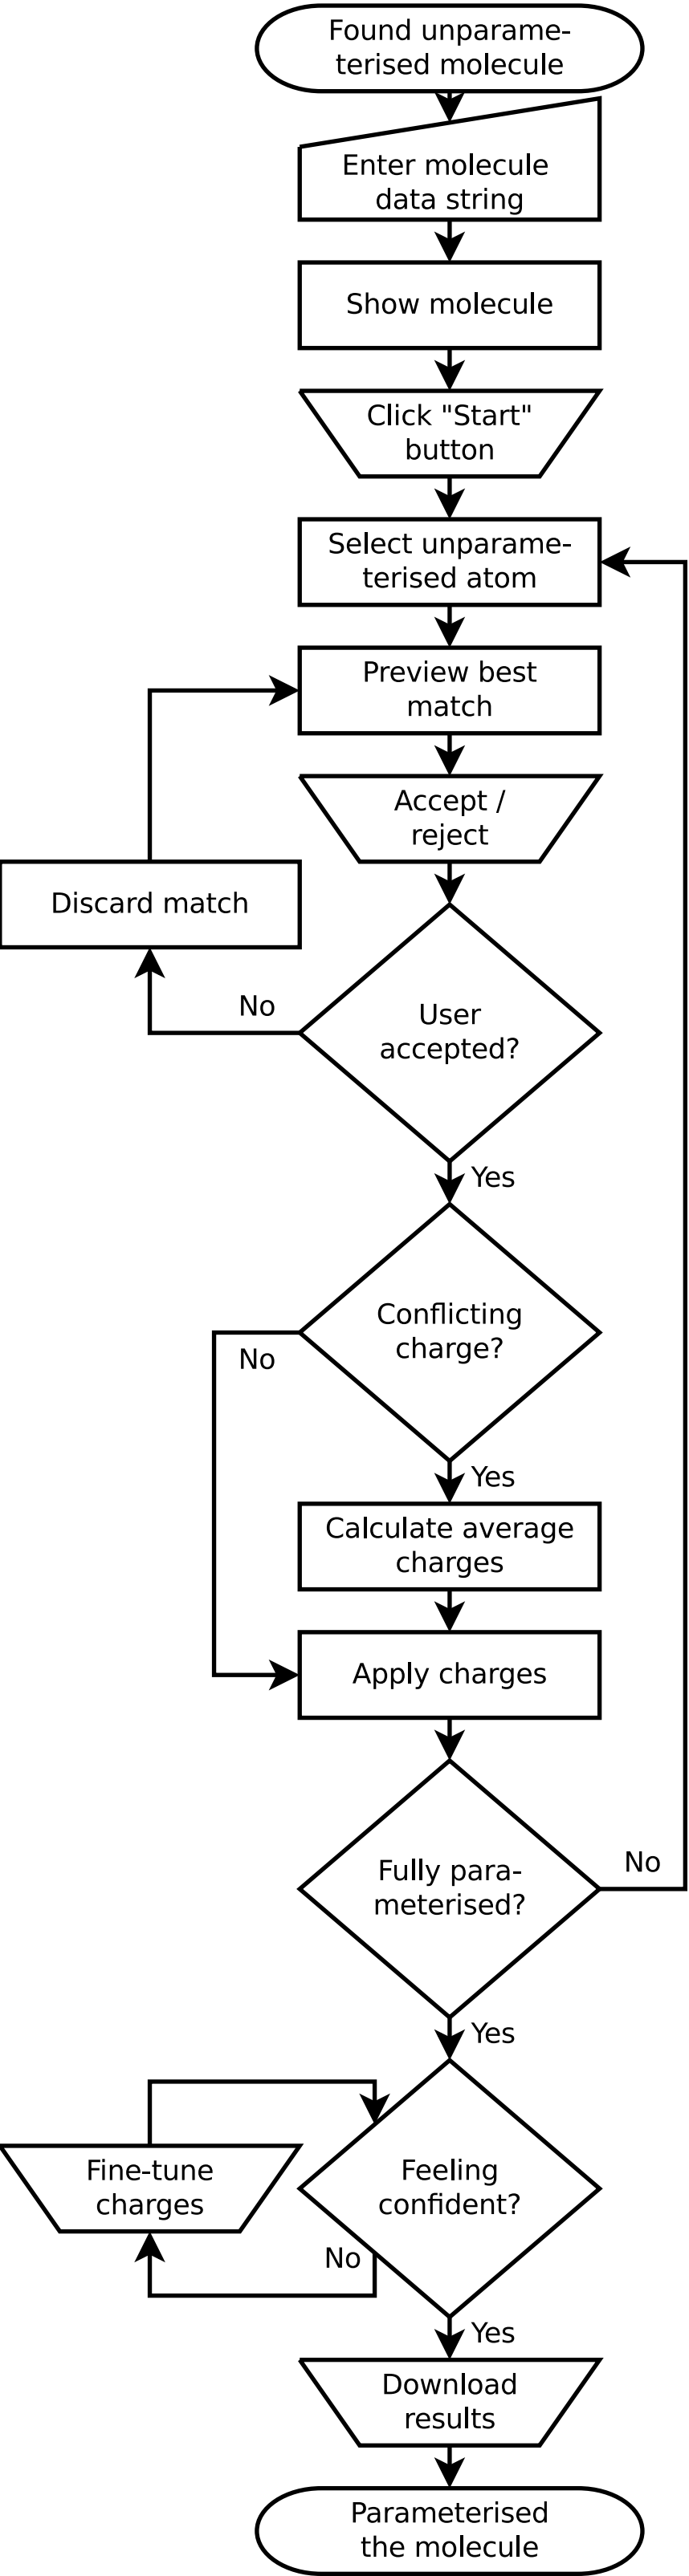 Found unparame-
terised molecule
Enter molecule
data string
Show molecule
Click "Start"
button
Select unparame-
terised atom
Preview best
match
Accept /
reject
Discard match
No
User
accepted?
Yes
Conflicting
charge?
No
Yes
Calculate average
charges
Apply charges
Fully para-
meterised?
No
Yes
Fine-tune
charges
Feeling
confident?
No
Yes
Download
results
Parameterised
the molecule